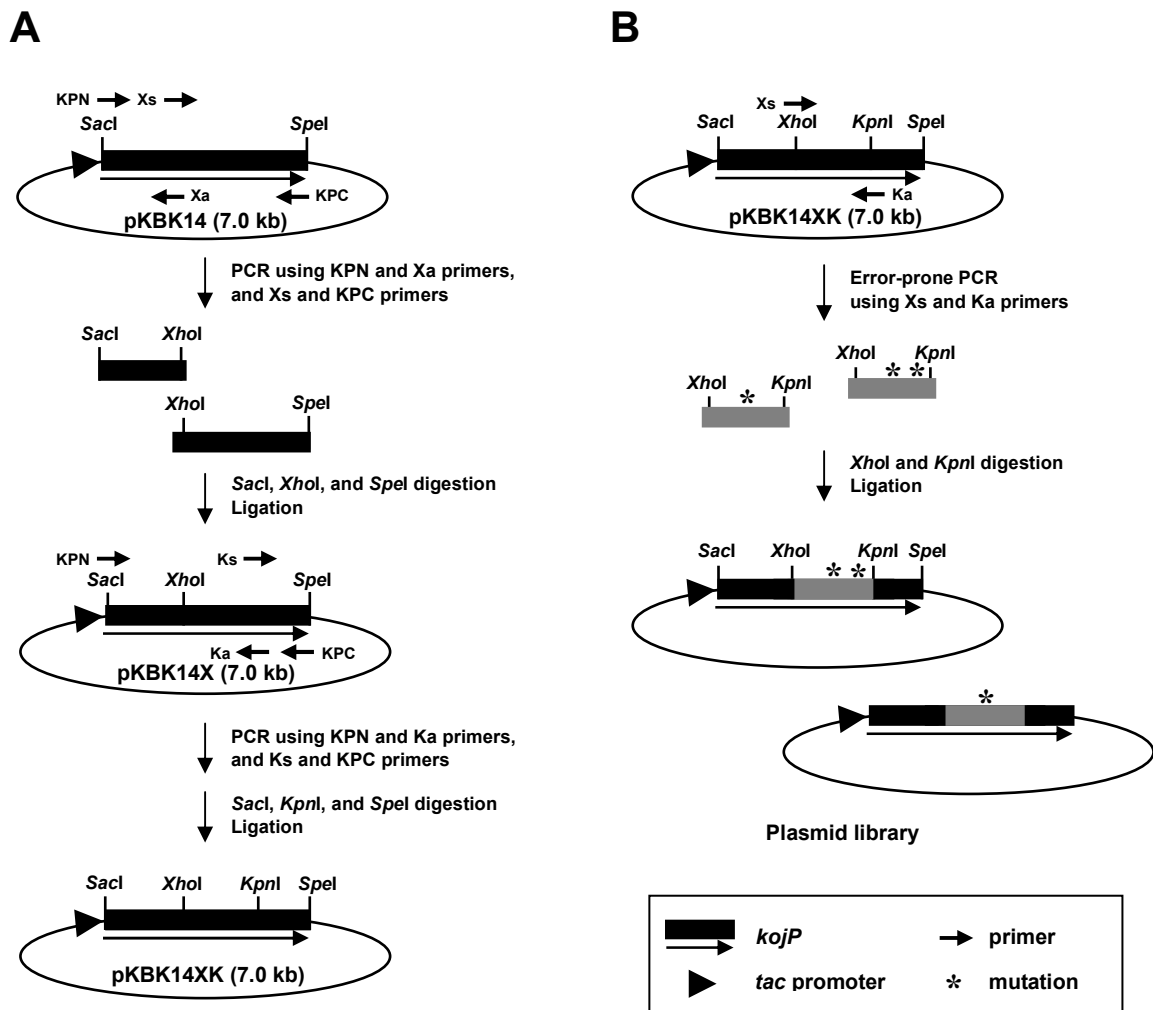 A
KPN Xs
SacI SpeI
Xa KPC
pKBK14 (7.0 kb)
PCR using KPN and Xa primers,
and Xs and KPC primers
SacI XhoI
XhoI SpeI
SacI, XhoI, and SpeI digestion
Ligation
KPN Ks
SacI XhoI SpeI
Ka KPC
pKBK14X (7.0 kb)
PCR using KPN and Ka primers,
and Ks and KPC primers
SacI, KpnI, and SpeI digestion
Ligation
SacI XhoI KpnI SpeI
pKBK14XK (7.0 kb)
B
Xs
SacI XhoI KpnI SpeI
Ka
pKBK14XK (7.0 kb)
Error-prone PCR
using Xs and Ka primers
XhoI KpnI
* *
XhoI * KpnI
XhoI and KpnI digestion
Ligation
SacI XhoI KpnI SpeI
* *
*
Plasmid library
kojP primer
tac promoter * mutation